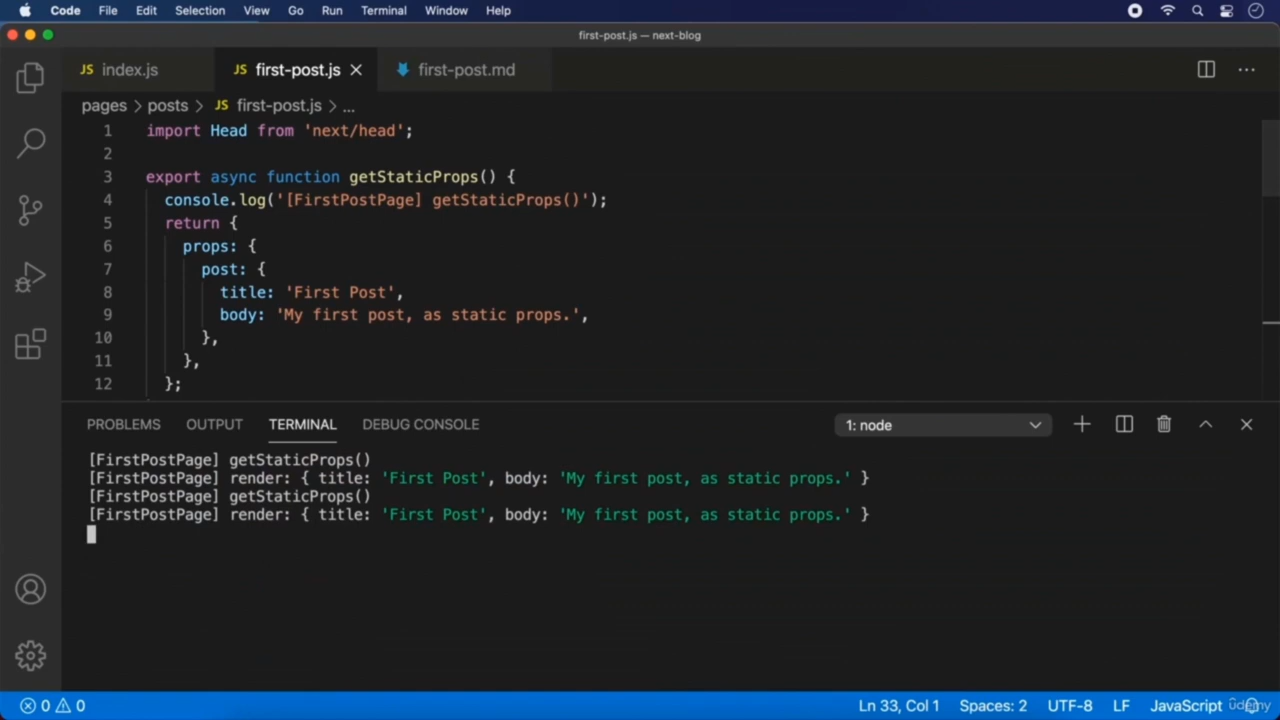 Code File Edit Selection View Go Run Terminal Window Help
first-post.js — next-blog
JS index.js JS first-post.js first-post.md
pages > posts > JS first-post.js > ...
1 import Head from 'next/head';
2
3 export async function getStaticProps() {
4 console.log('[FirstPostPage] getStaticProps()');
5 return {
6 props: {
7 post: {
8 title: 'First Post',
9 body: 'My first post, as static props.',
10 },
11 },
12 };
PROBLEMS OUTPUT TERMINAL DEBUG CONSOLE 1: node
[FirstPostPage] getStaticProps()
[FirstPostPage] render: { title: 'First Post', body: 'My first post, as static props.' }
[FirstPostPage] getStaticProps()
[FirstPostPage] render: { title: 'First Post', body: 'My first post, as static props.' }
0 0 Ln 33, Col 1 Spaces: 2 UTF-8 LF JavaScript udemy